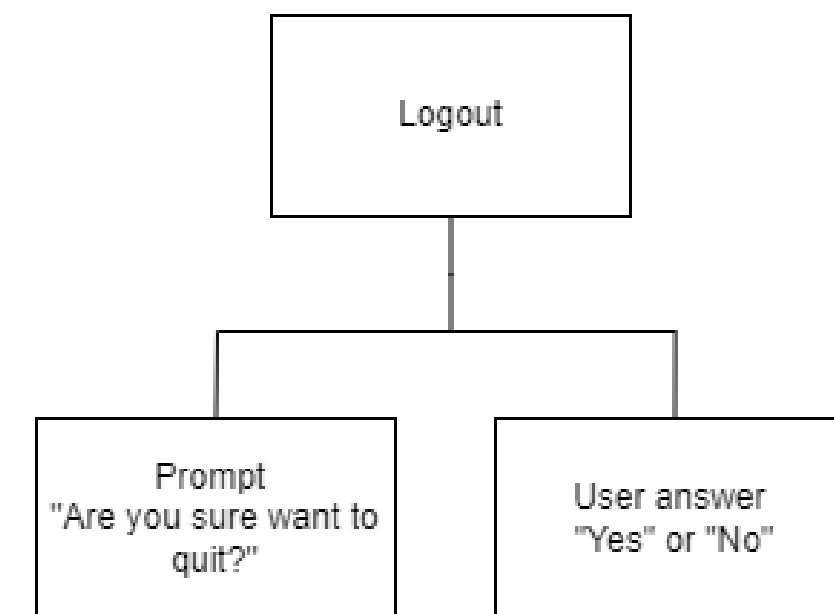 Logout
Prompt
"Are you sure want to
quit?"
User answer
"Yes" or "No"